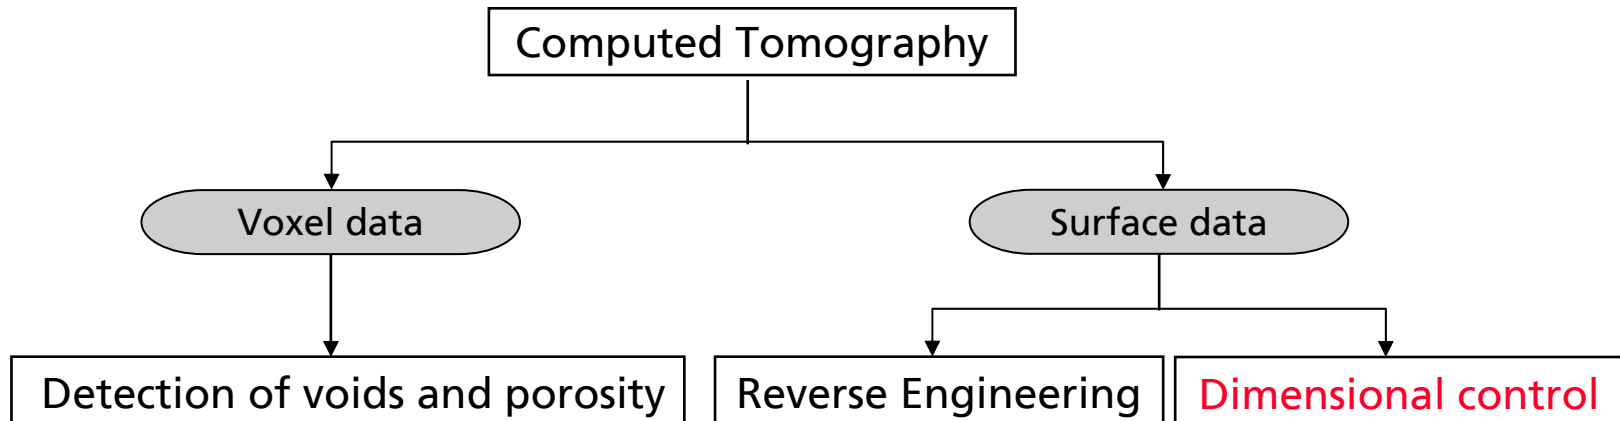 Computed Tomography
Voxel data
Surface data
Detection of voids and porosity
Reverse Engineering
Dimensional control